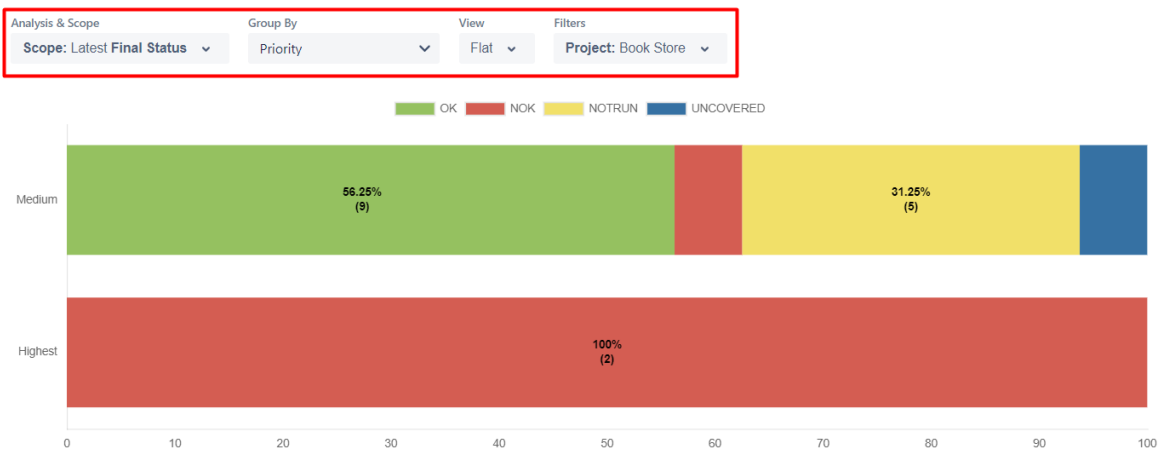 Analysis & Scope Group By View Filters
Scope: Latest Final Status Priority Flat Project: Book Store
OK NOK NOTRUN UNCOVERED
Medium
56.25%
(9)
31.25%
(5)
Highest
100%
(2)
0 10 20 30 40 50 60 70 80 90 100